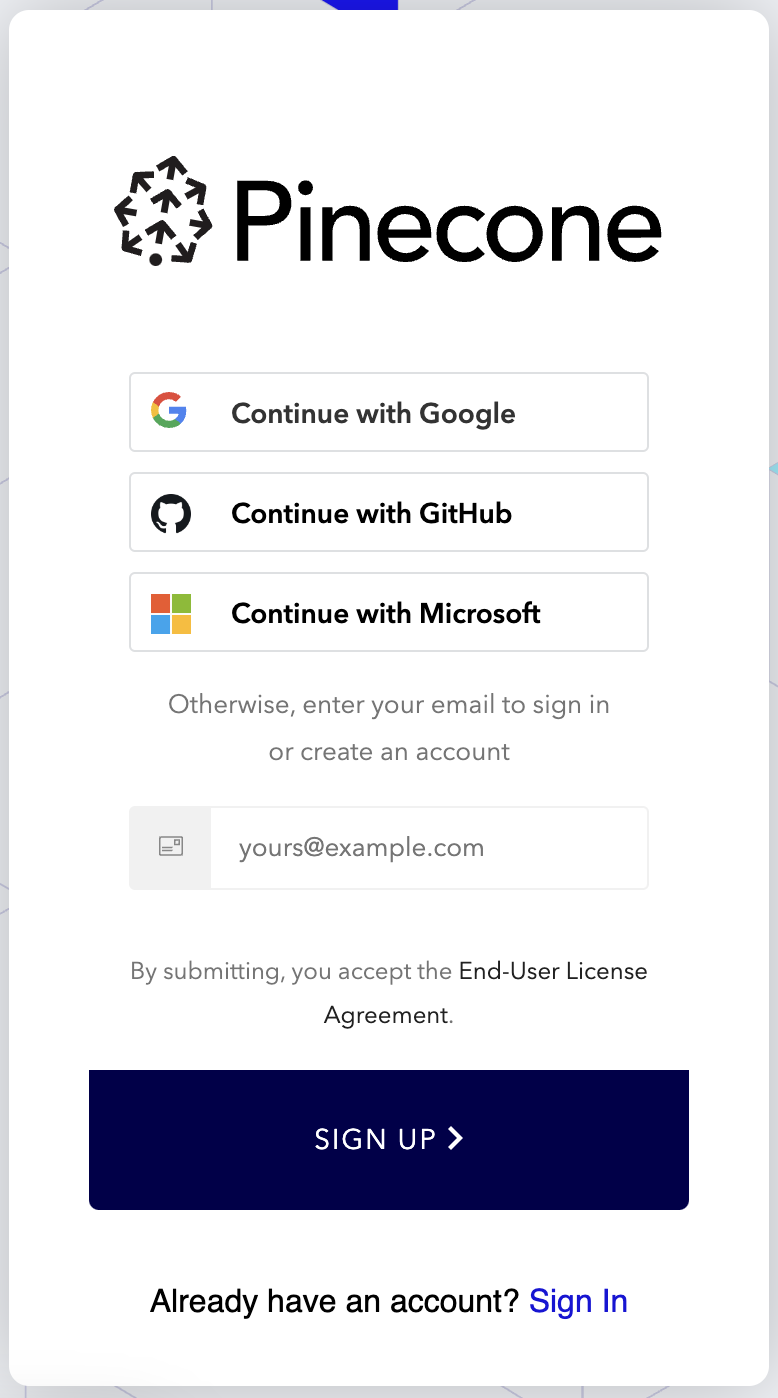 Pinecone
Continue with Google
Continue with GitHub
Continue with Microsoft
Otherwise, enter your email to sign in
or create an account
yours@example.com
By submitting, you accept the End-User License
Agreement.
SIGN UP
Already have an account? Sign In